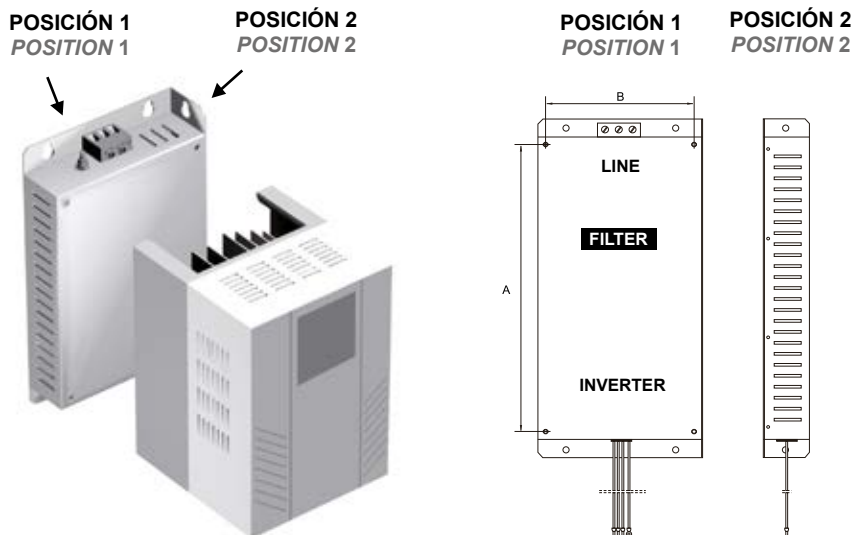 POSICIÓN 1
POSITION 1
POSICIÓN 2
POSITION 2
POSICIÓN 1
POSITION 1
POSICIÓN 2
POSITION 2
B
LINE
FILTER
A
INVERTER